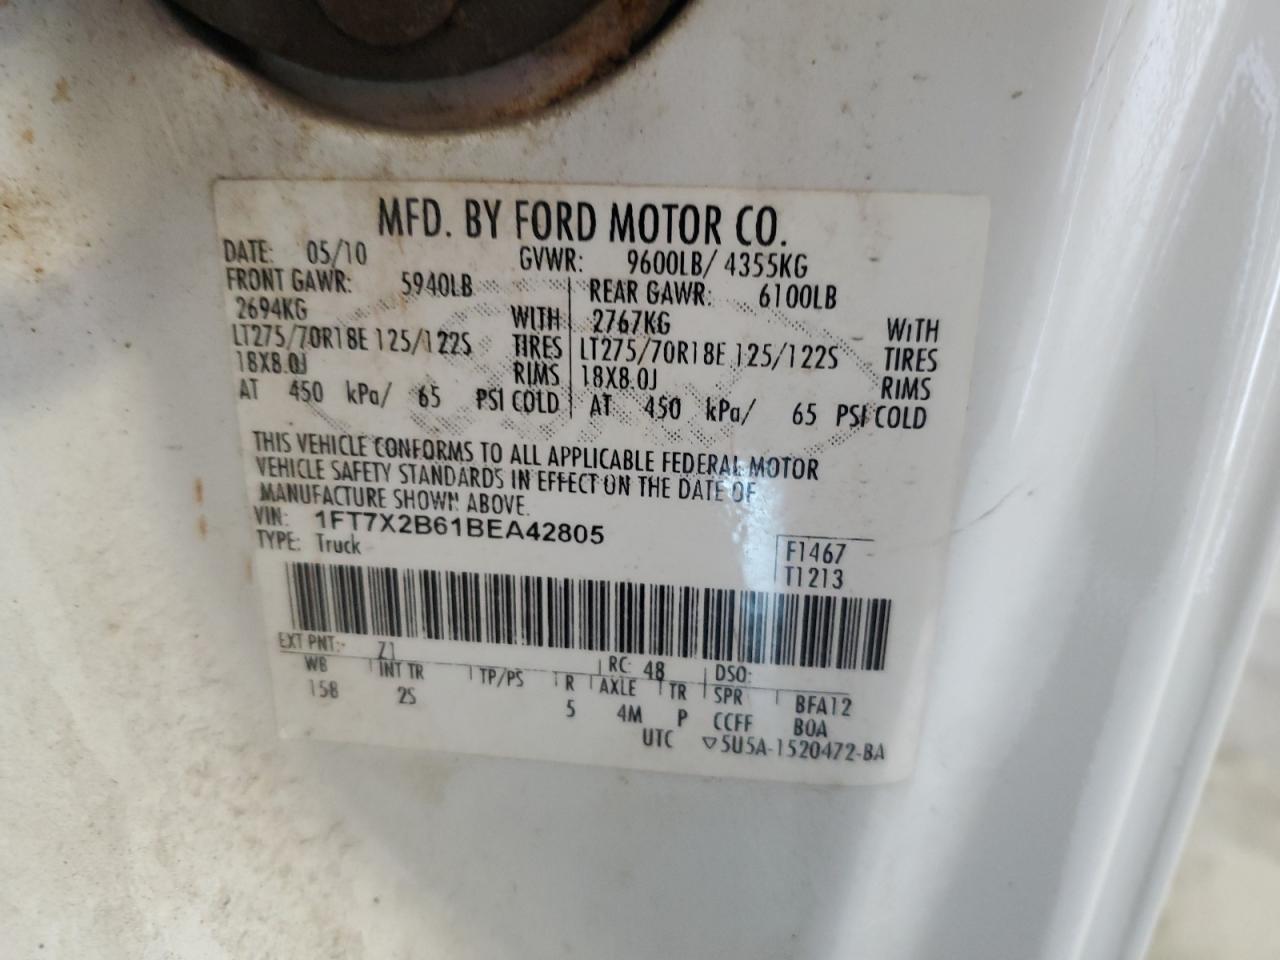 MFD. BY FORD MOTOR CO.
DATE: 05/10 GVWR: 9600LB/ 4355KG
FRONT GAWR: 5940LB REAR GAWR: 6100LB
2694KG WITH 2767KG WITH
LT275/70R18E 125/122S TIRES LT275/70R18E 125/122S TIRES
18X8.0J RIMS 18X8.0J RIMS
AT 450 kPa/ 65 PSI COLD AT 450 kPa/ 65 PSI COLD
THIS VEHICLE CONFORMS TO ALL APPLICABLE FEDERAL MOTOR
VEHICLE SAFETY STANDARDS IN EFFECT ON THE DATE OF
MANUFACTURE SHOWN ABOVE.
VIN: 1FT7X2B61BEA42805
TYPE: Truck F1467
T1213
EXT PNT: Z1 RC: 48 DSO:
WB INT TR TP/PS R AXLE TR SPR BFA12
158 2S 5 4M P CCFF BOA
UTC ▽5U5A-1520472-BA